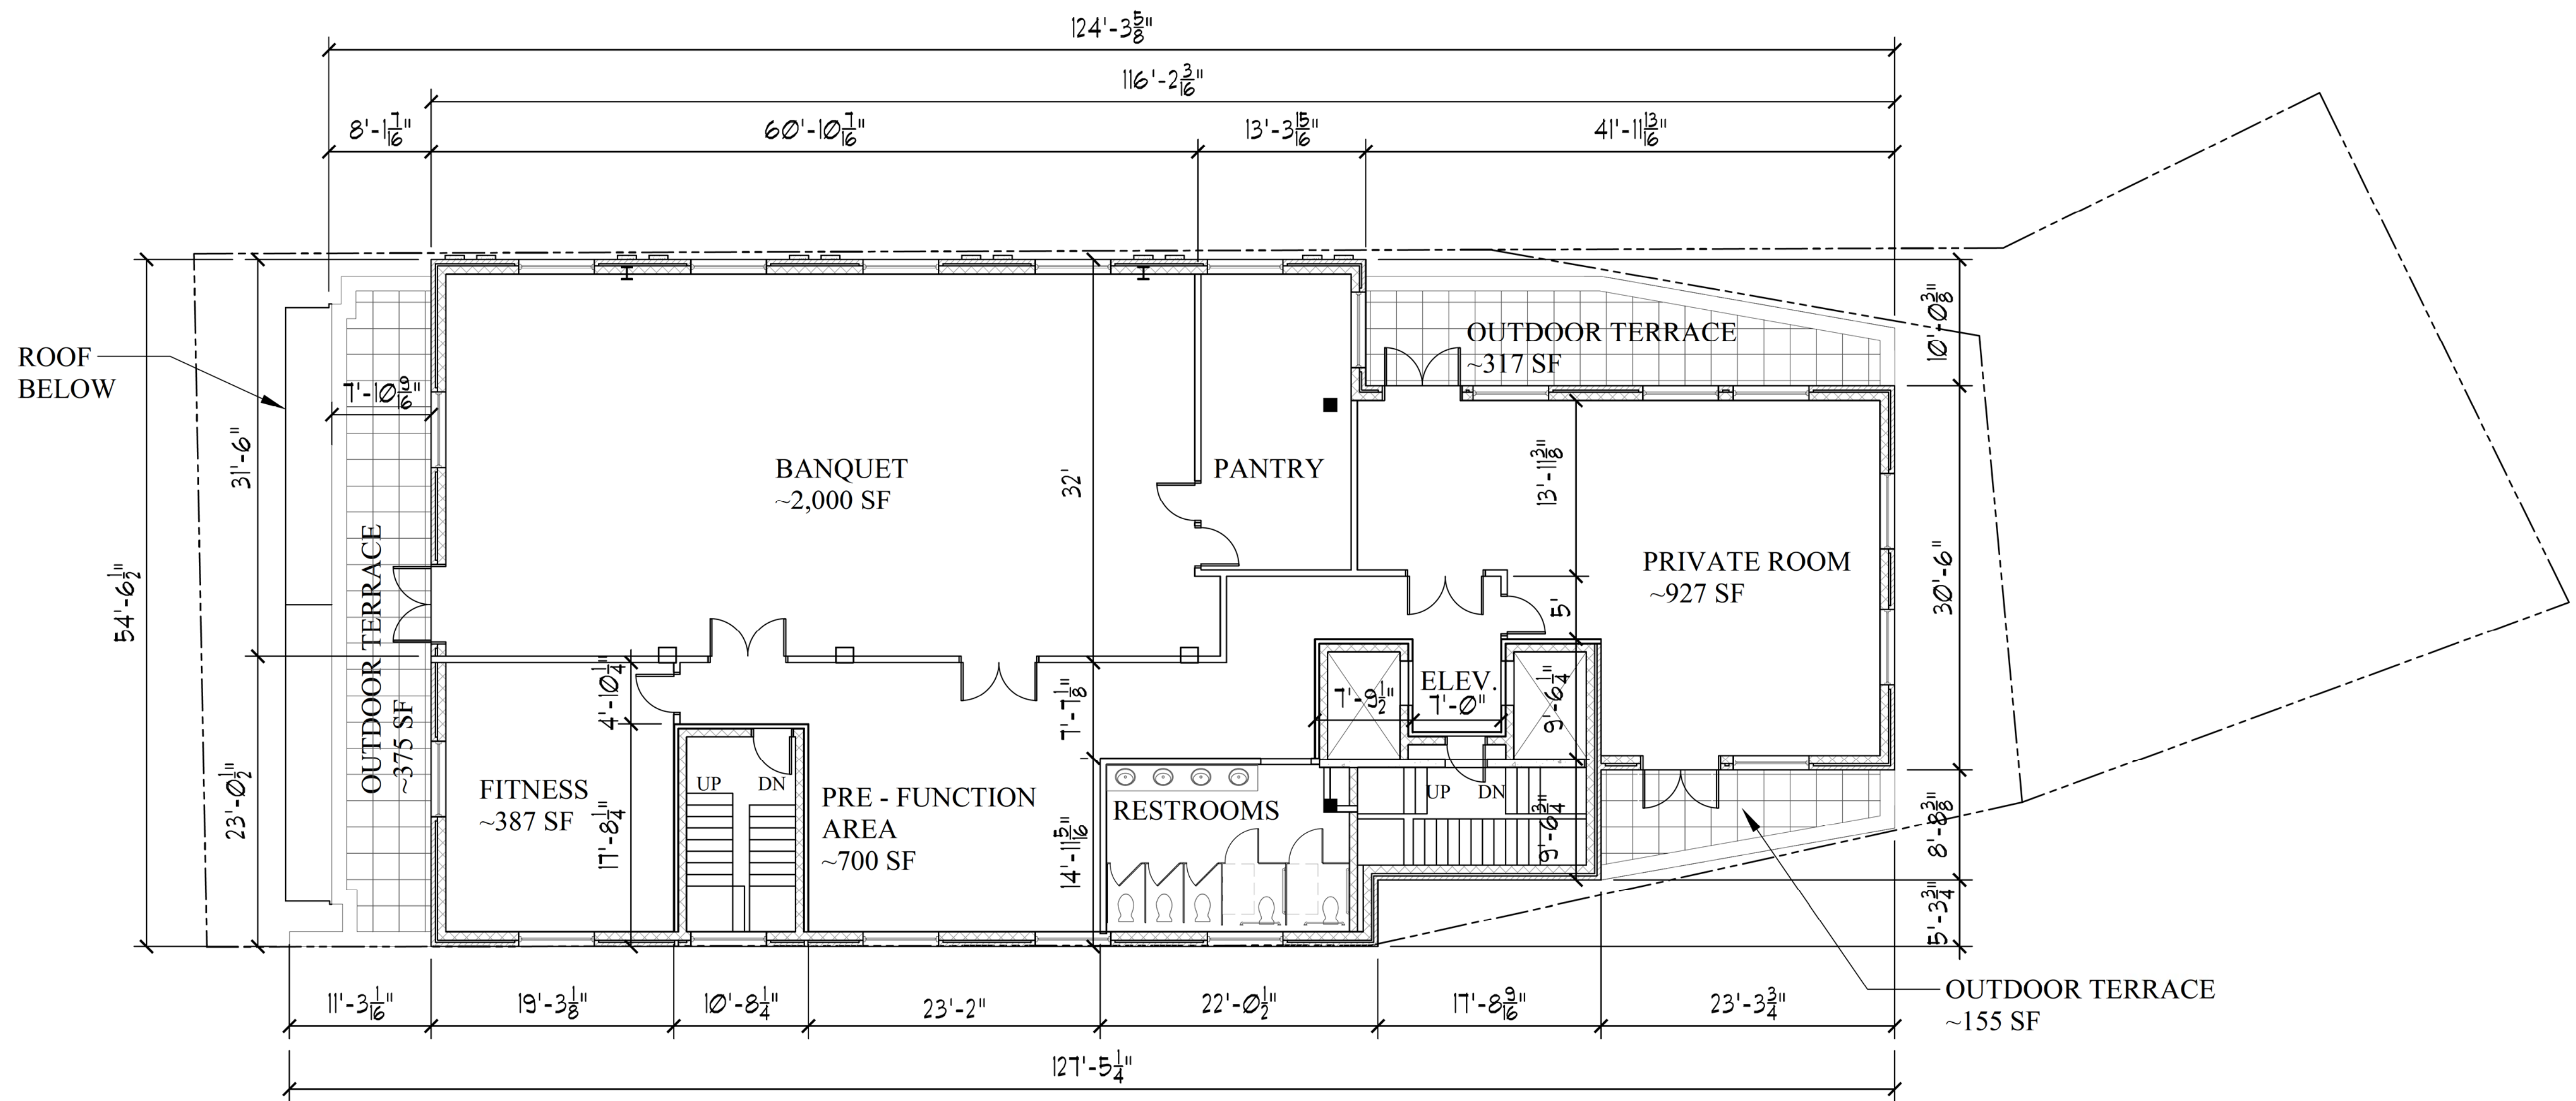 124'-3 5/8"
116'-2 3/16"
8'-1 7/16"
60'-10 7/16"
13'-3 15/16"
41'-11 13/16"
ROOF
BELOW
7'-10 9/16"
31'-6"
54'-6 1/2"
23'-0 1/2"
OUTDOOR TERRACE
~375 SF
BANQUET
~2,000 SF
32'
PANTRY
OUTDOOR TERRACE
~317 SF
10'-0 3/8"
13'-11 3/8"
PRIVATE ROOM
~927 SF
30'-6"
5'
4'-10 1/4"
7'-7 1/8"
ELEV.
7'-9 1/2"
7'-0"
9'-6 1/4"
FITNESS
~387 SF
17'-8 1/4"
UP
DN
PRE - FUNCTION
AREA
~700 SF
14'-11 5/16"
RESTROOMS
UP
DN
9'-6 3/4"
8'-8 3/8"
5'-3 3/4"
OUTDOOR TERRACE
~155 SF
11'-3 1/16"
19'-3 1/8"
10'-8 1/4"
23'-2"
22'-0 1/2"
17'-8 9/16"
23'-3 3/4"
127'-5 1/4"